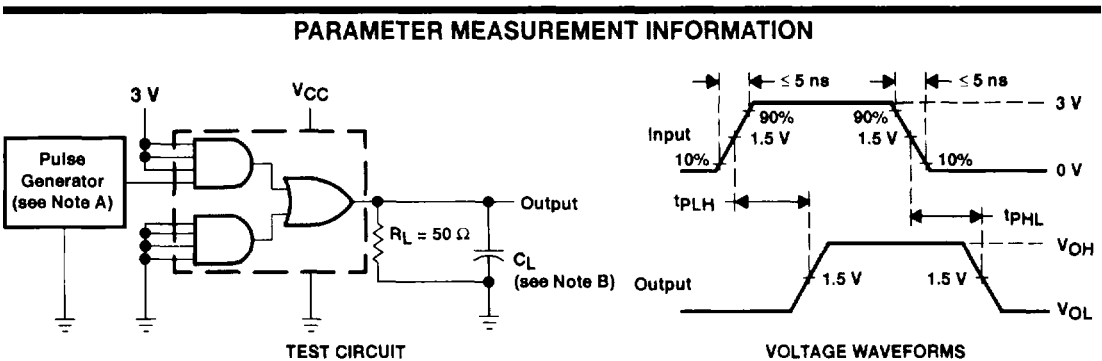 PARAMETER MEASUREMENT INFORMATION
3 V
VCC
Pulse
Generator
(see Note A)
RL = 50 Ω
Output
CL
(see Note B)
TEST CIRCUIT
≤ 5 ns
≤ 5 ns
3 V
90%
90%
Input
1.5 V
1.5 V
10%
10%
0 V
tPLH
tPHL
VOH
Output
1.5 V
1.5 V
VOL
VOLTAGE WAVEFORMS